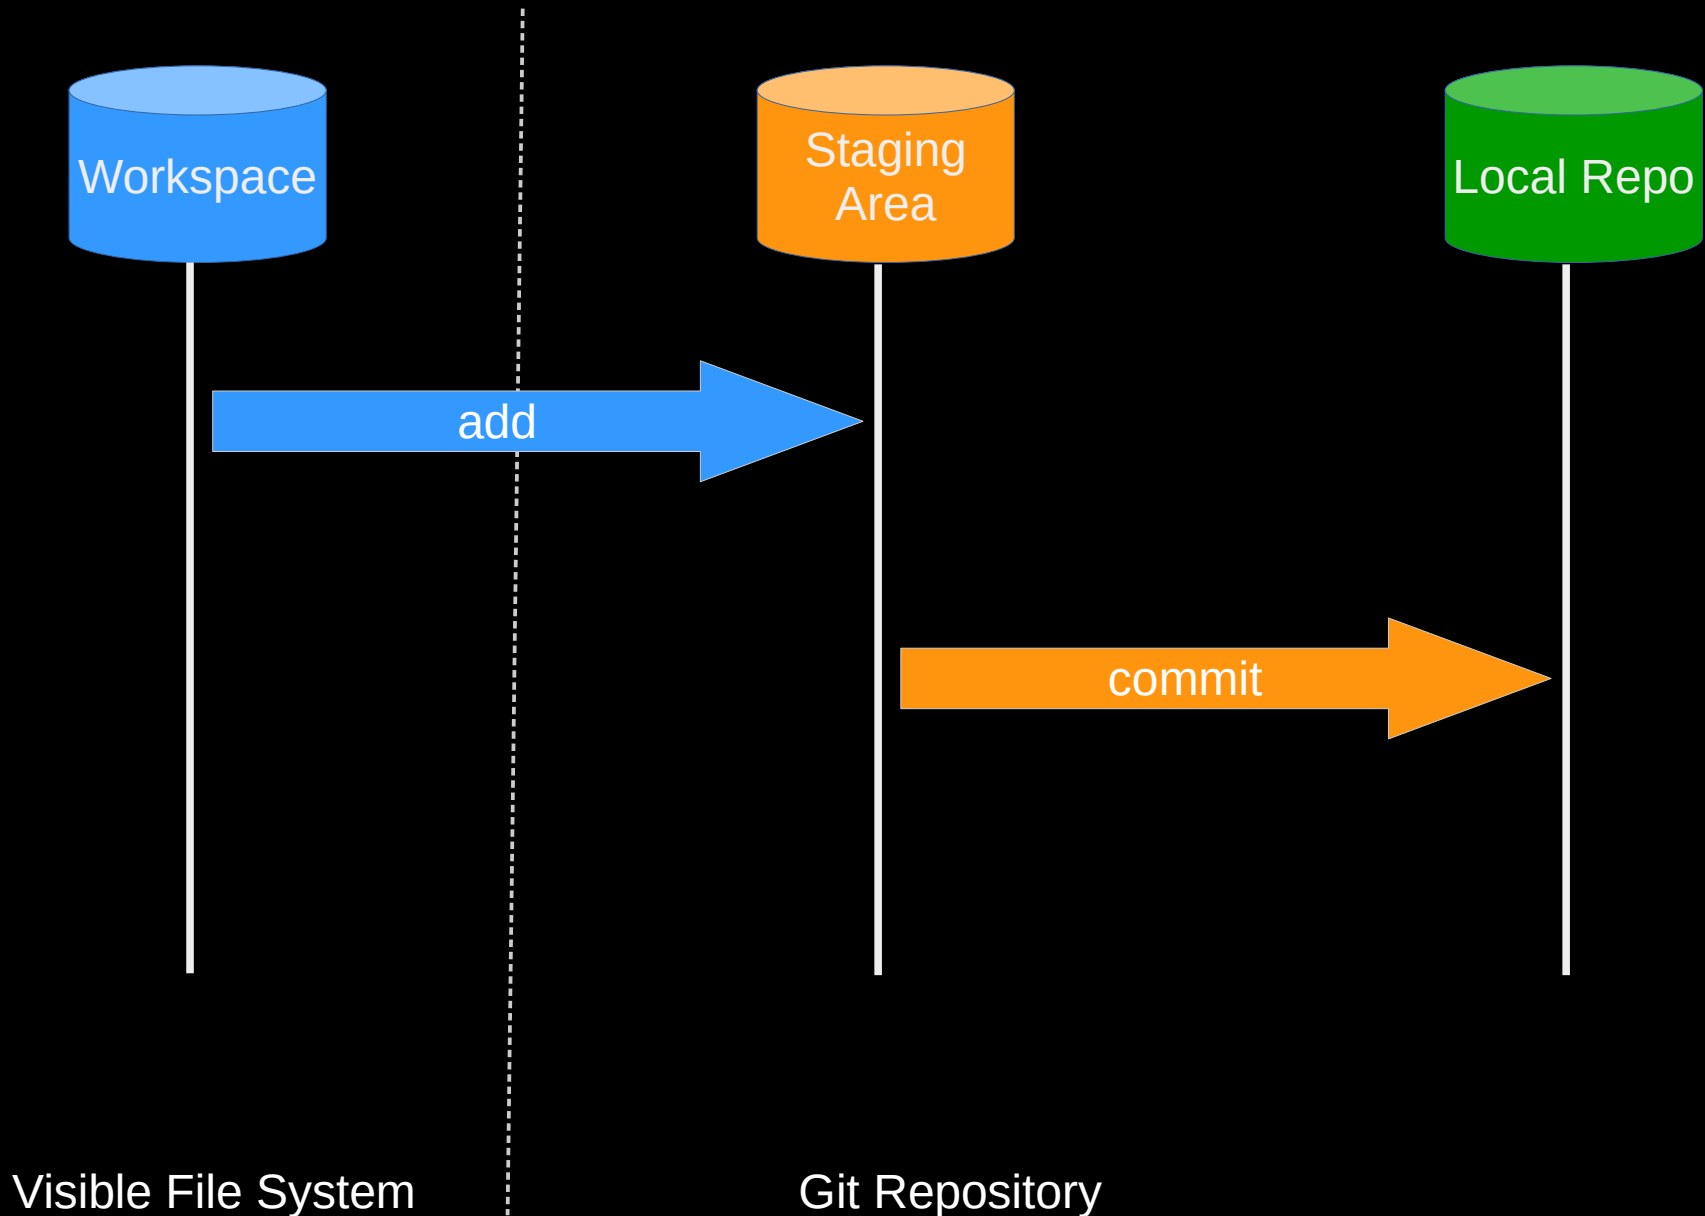 Workspace
Staging
Area
Local Repo
add
commit
Visible File System
Git Repository